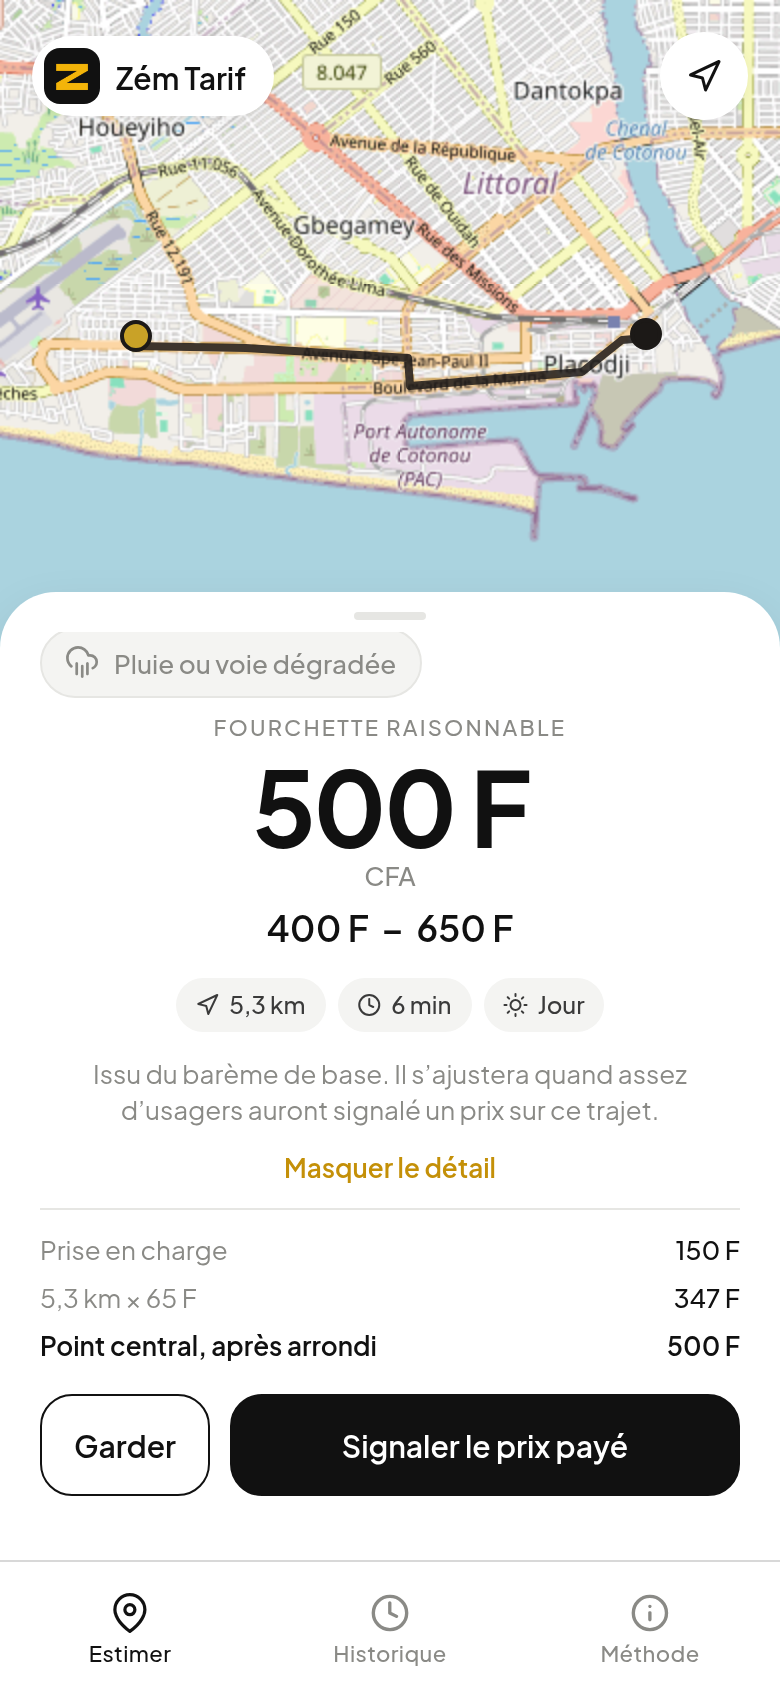 Rue 150
Rue 560
8.047
Zém Tarif
Dantokpa
Houeyiho
Chenal
de Cotonou
Avenue de la République
Rue 11 056
Rue de Ouidah
Littoral
Gbegamey
Avenue Dorothée Lima
Rue des Missions
Rue 12 191
Placodji
Boulevard de la Marina
Port Autonome
de Cotonou
(PAC)
Pluie ou voie dégradée
FOURCHETTE RAISONNABLE
500 F
CFA
400 F – 650 F
5,3 km
6 min
Jour
Issu du barème de base. Il s’ajustera quand assez
d’usagers auront signalé un prix sur ce trajet.
Masquer le détail
Prise en charge
150 F
5,3 km × 65 F
347 F
Point central, après arrondi
500 F
Garder
Signaler le prix payé
Estimer
Historique
Méthode